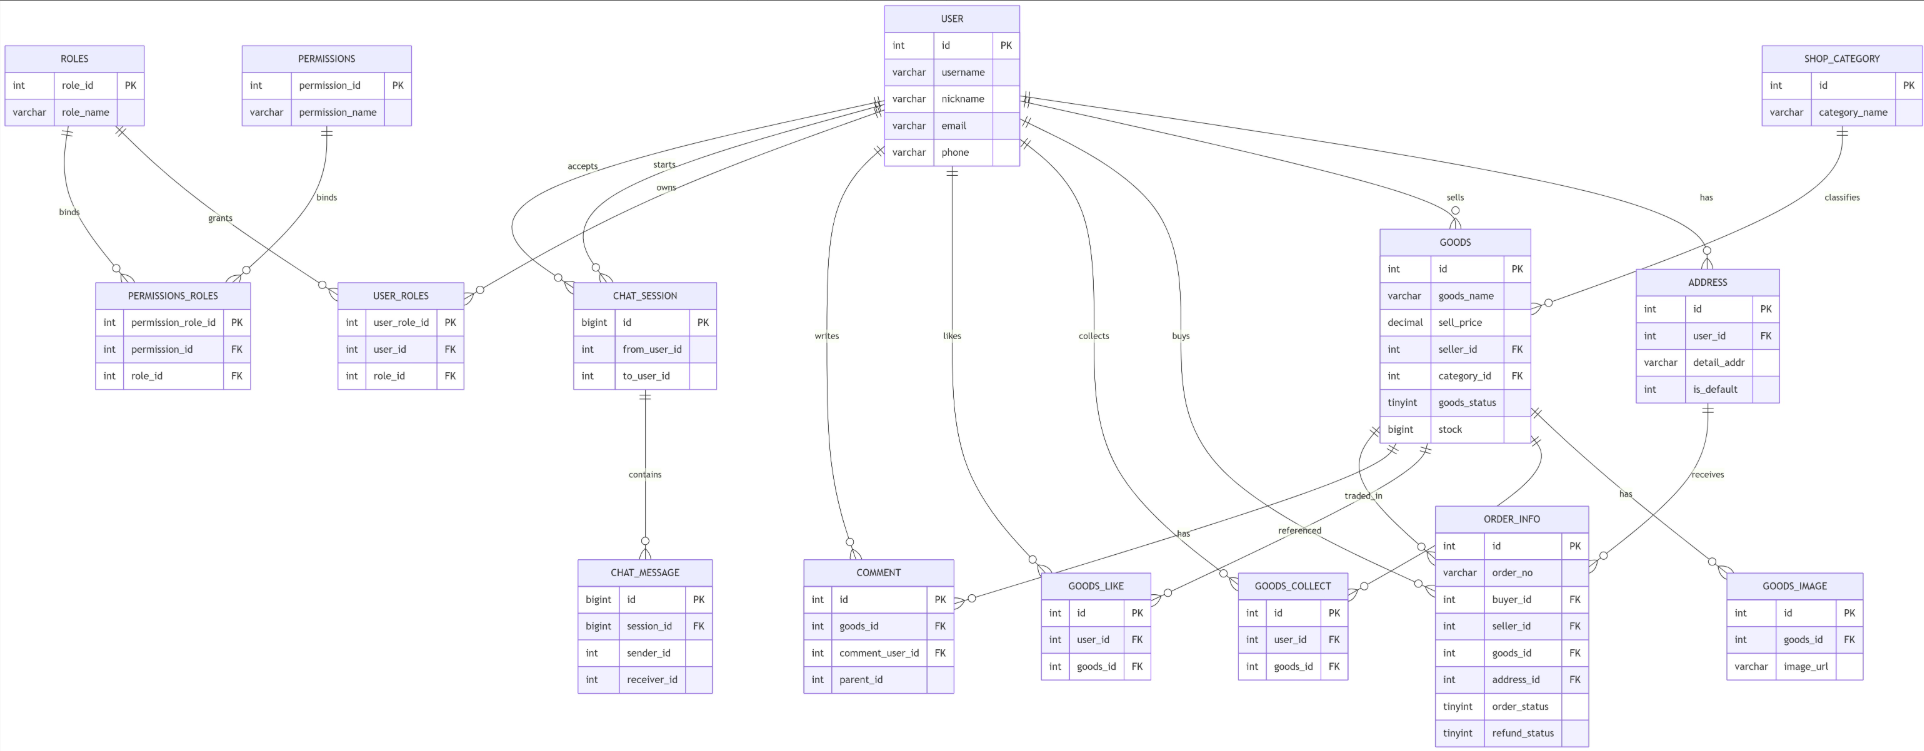 USER
int id PK
varchar username
varchar nickname
varchar email
varchar phone
ROLES
int role_id PK
varchar role_name
PERMISSIONS
int permission_id PK
varchar permission_name
SHOP_CATEGORY
int id PK
varchar category_name
accepts
starts
owns
binds
grants
binds
sells
has
classifies
GOODS
int id PK
varchar goods_name
decimal sell_price
int seller_id FK
int category_id FK
tinyint goods_status
bigint stock
ADDRESS
int id PK
int user_id FK
varchar detail_addr
int is_default
PERMISSIONS_ROLES
int permission_role_id PK
int permission_id FK
int role_id FK
USER_ROLES
int user_role_id PK
int user_id FK
int role_id FK
CHAT_SESSION
bigint id PK
int from_user_id
int to_user_id
writes
likes
collects
buys
contains
traded_in
has
receives
referenced
has
CHAT_MESSAGE
bigint id PK
bigint session_id FK
int sender_id
int receiver_id
COMMENT
int id PK
int goods_id FK
int comment_user_id FK
int parent_id
GOODS_LIKE
int id PK
int user_id FK
int goods_id FK
GOODS_COLLECT
int id PK
int user_id FK
int goods_id FK
ORDER_INFO
int id PK
varchar order_no
int buyer_id FK
int seller_id FK
int goods_id FK
int address_id FK
tinyint order_status
tinyint refund_status
GOODS_IMAGE
int id PK
int goods_id FK
varchar image_url